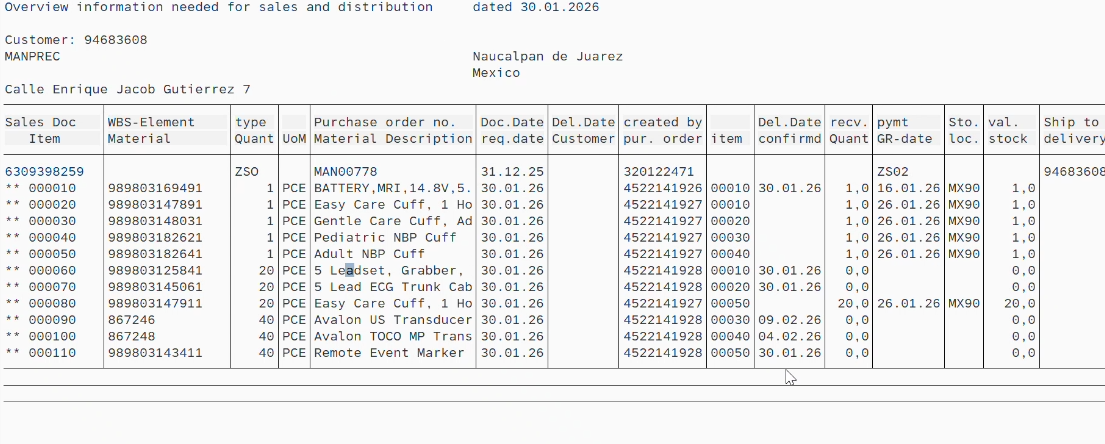 Overview information needed for sales and distribution dated 30.01.2026
Customer: 94683608
MANPREC Naucalpan de Juarez
Mexico
Calle Enrique Jacob Gutierrez 7
Sales Doc WBS-Element type Purchase order no. Doc.Date Del.Date created by Del.Date recv. pymt Sto. val. Ship to
Item Material Quant UoM Material Description req.date Customer pur. order item confirmd Quant GR-date loc. stock delivery
6309398259 ZSO MAN00778 31.12.25 320122471 ZS02 94683608
** 000010 989803169491 1 PCE BATTERY,MRI,14.8V,5. 30.01.26 4522141926 00010 30.01.26 1,0 16.01.26 MX90 1,0
** 000020 989803147891 1 PCE Easy Care Cuff, 1 Ho 30.01.26 4522141927 00010 1,0 26.01.26 MX90 1,0
** 000030 989803148031 1 PCE Gentle Care Cuff, Ad 30.01.26 4522141927 00020 1,0 26.01.26 MX90 1,0
** 000040 989803182621 1 PCE Pediatric NBP Cuff 30.01.26 4522141927 00030 1,0 26.01.26 MX90 1,0
** 000050 989803182641 1 PCE Adult NBP Cuff 30.01.26 4522141927 00040 1,0 26.01.26 MX90 1,0
** 000060 989803125841 20 PCE 5 Leadset, Grabber, 30.01.26 4522141928 00010 30.01.26 0,0 0,0
** 000070 989803145061 20 PCE 5 Lead ECG Trunk Cab 30.01.26 4522141928 00020 30.01.26 0,0 0,0
** 000080 989803147911 20 PCE Easy Care Cuff, 1 Ho 30.01.26 4522141927 00050 20,0 26.01.26 MX90 20,0
** 000090 867246 40 PCE Avalon US Transducer 30.01.26 4522141928 00030 09.02.26 0,0 0,0
** 000100 867248 40 PCE Avalon TOCO MP Trans 30.01.26 4522141928 00040 04.02.26 0,0 0,0
** 000110 989803143411 40 PCE Remote Event Marker 30.01.26 4522141928 00050 30.01.26 0,0 0,0